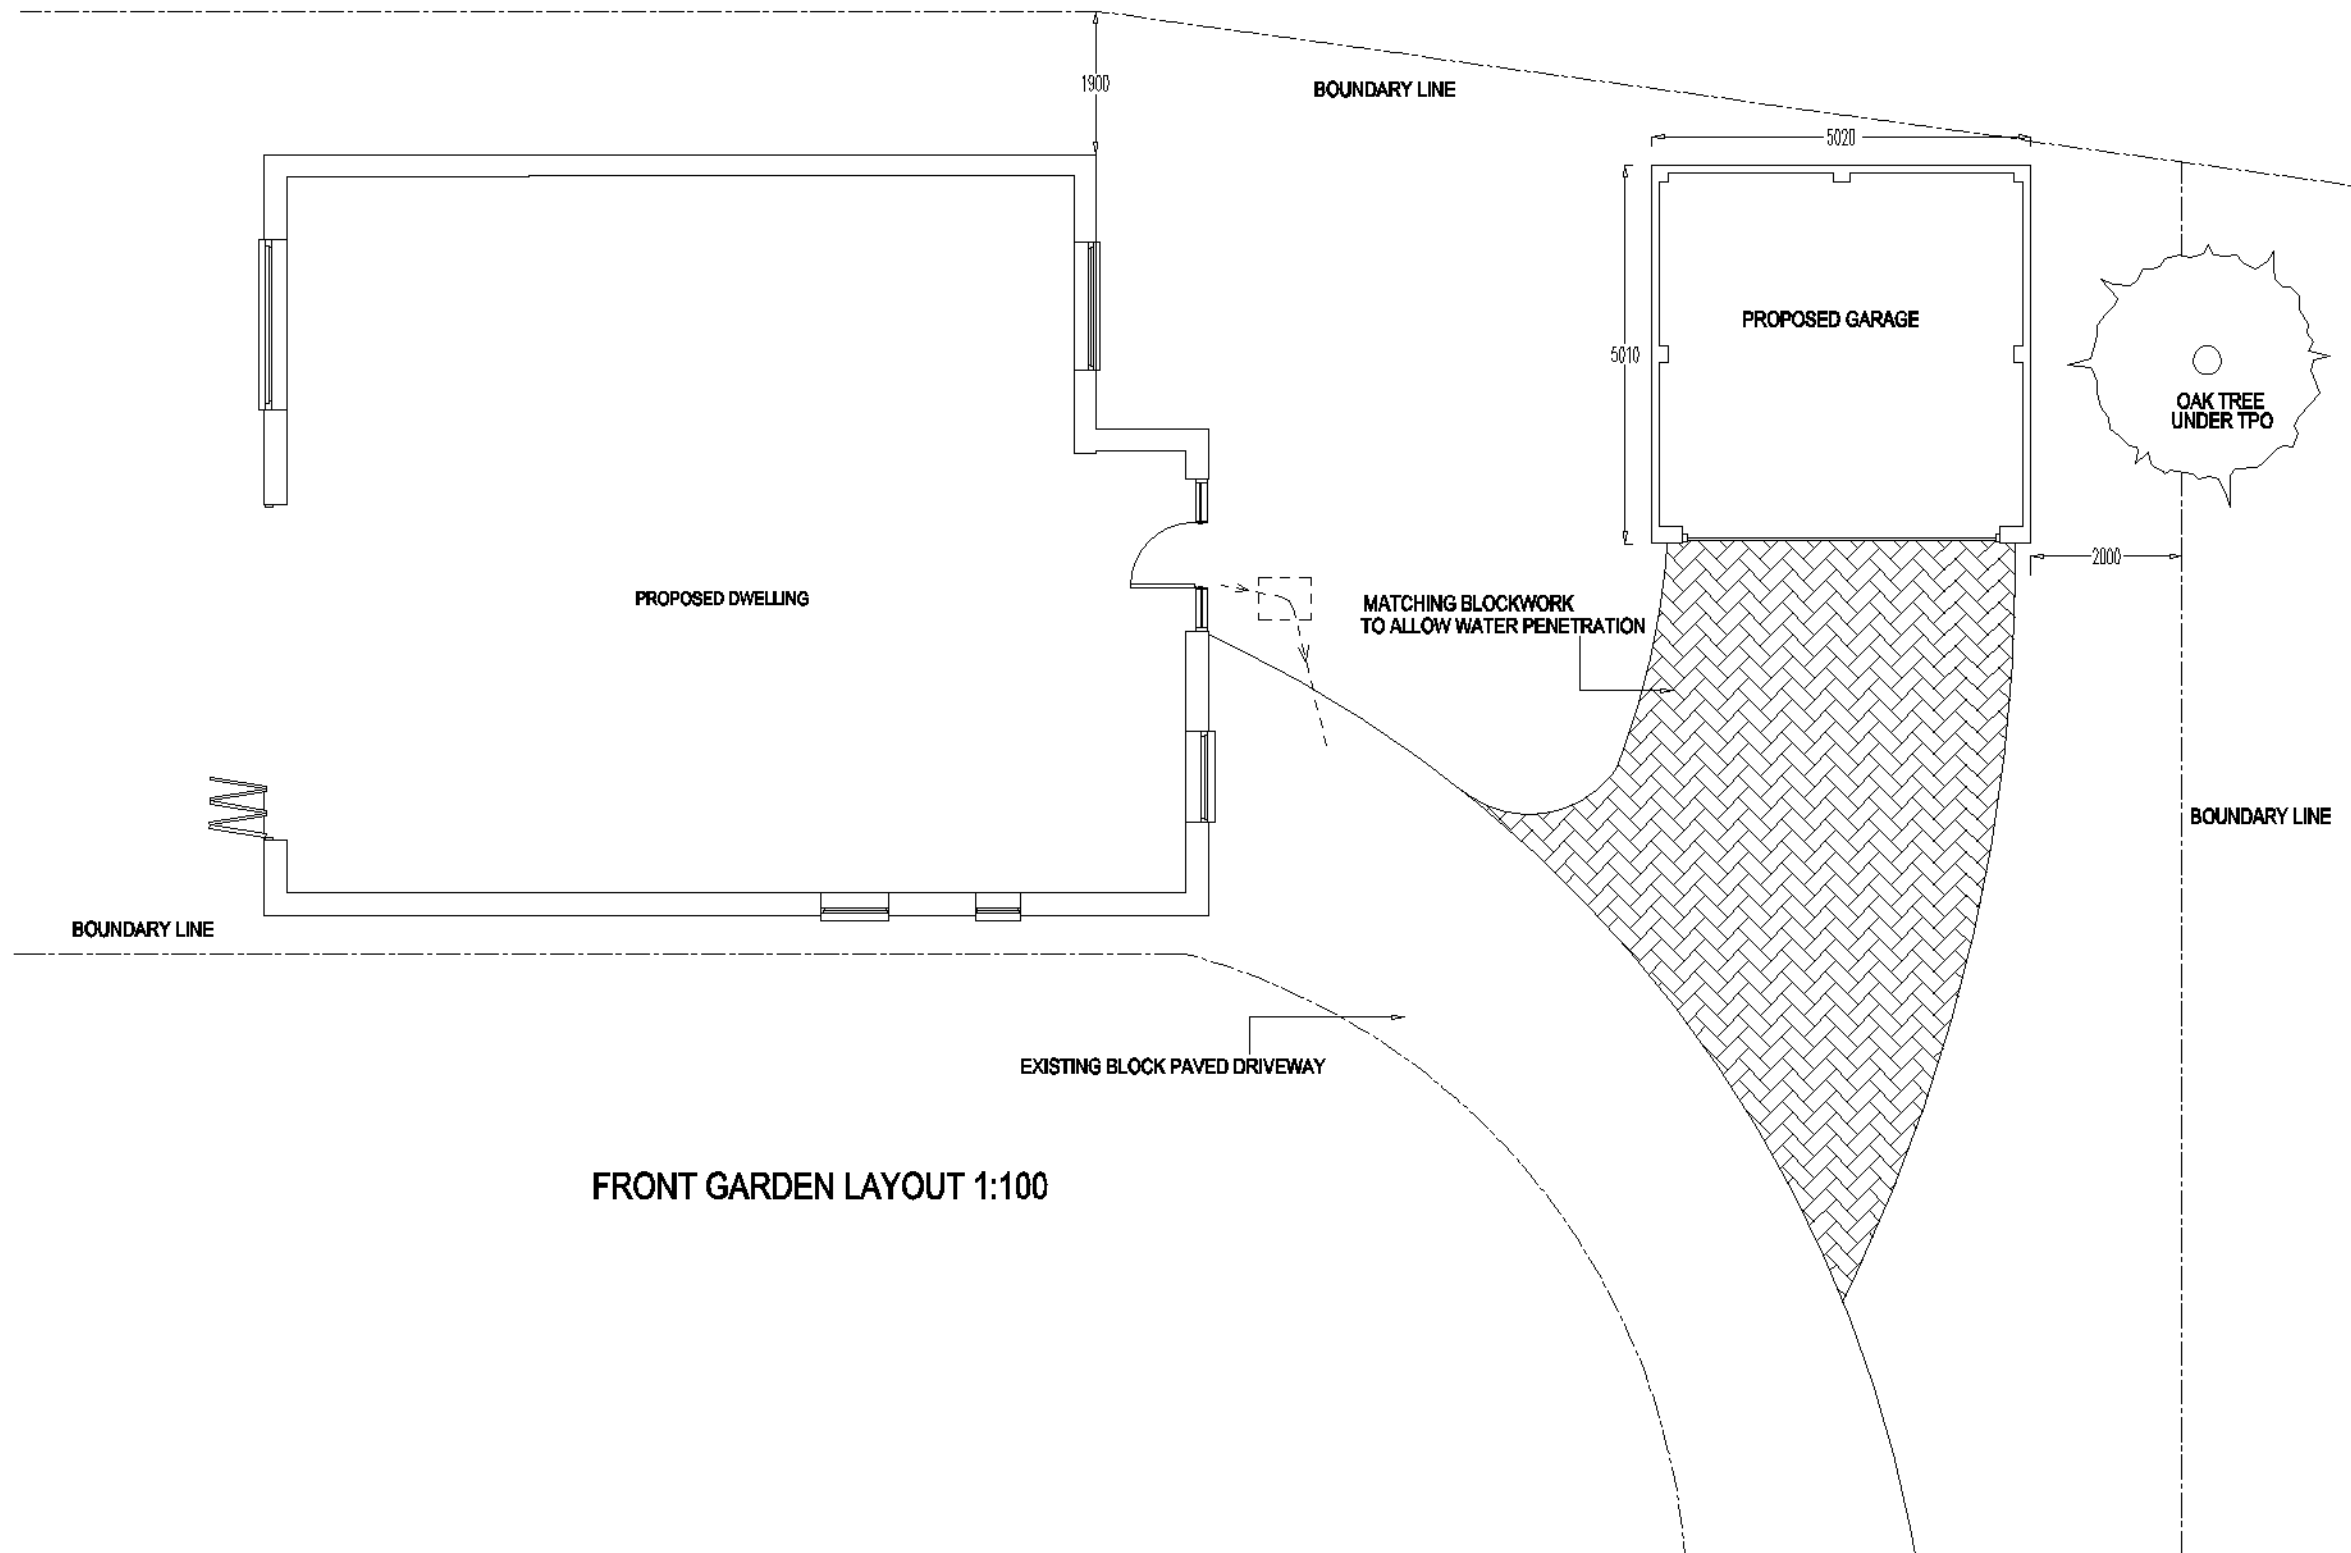 1900
BOUNDARY LINE
5020
PROPOSED GARAGE
5010
OAK TREE
UNDER TPO
2000
PROPOSED DWELLING
MATCHING BLOCKWORK
TO ALLOW WATER PENETRATION
BOUNDARY LINE
BOUNDARY LINE
EXISTING BLOCK PAVED DRIVEWAY
FRONT GARDEN LAYOUT 1:100